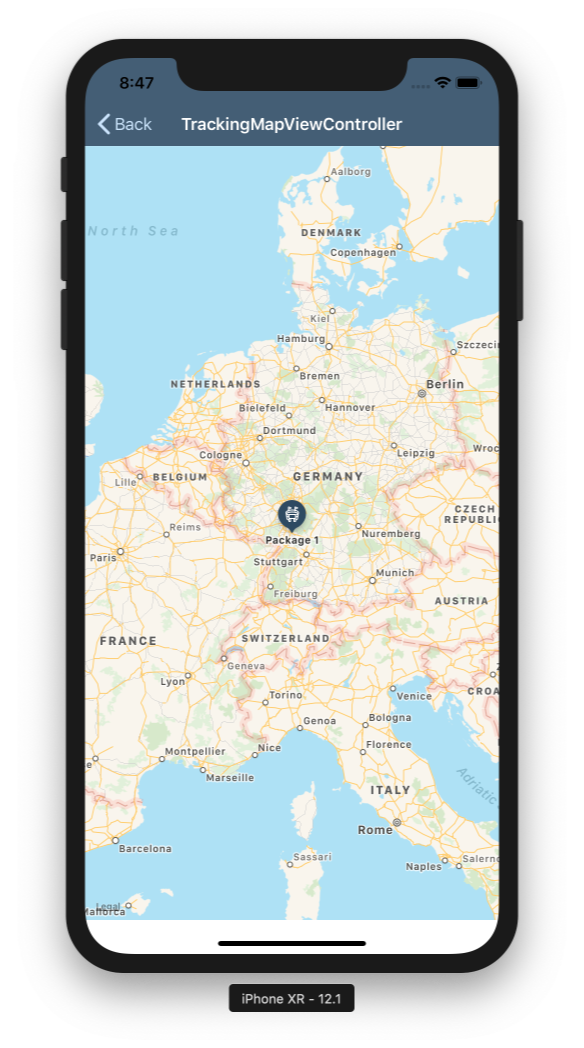 8:47
Back
TrackingMapViewController
Aalborg
North Sea
DENMARK
Copenhagen
Kiel
Hamburg
Szczecin
Bremen
NETHERLANDS
Berlin
Bielefeld
Hannover
Dortmund
Cologne
Leipzig
Wroc
Lille
BELGIUM
GERMANY
CZECH
REPUBLI
Reims
Nuremberg
Package 1
Paris
Stuttgart
Munich
Freiburg
AUSTRIA
FRANCE
SWITZERLAND
Geneva
Lyon
CROA
Torino
Venice
Genoa
Bologna
Nice
Florence
Montpellier
Marseille
Adriatic
ITALY
Rome
Barcelona
Sassari
Salerno
Naples
Legal
Mallorca
iPhone XR - 12.1